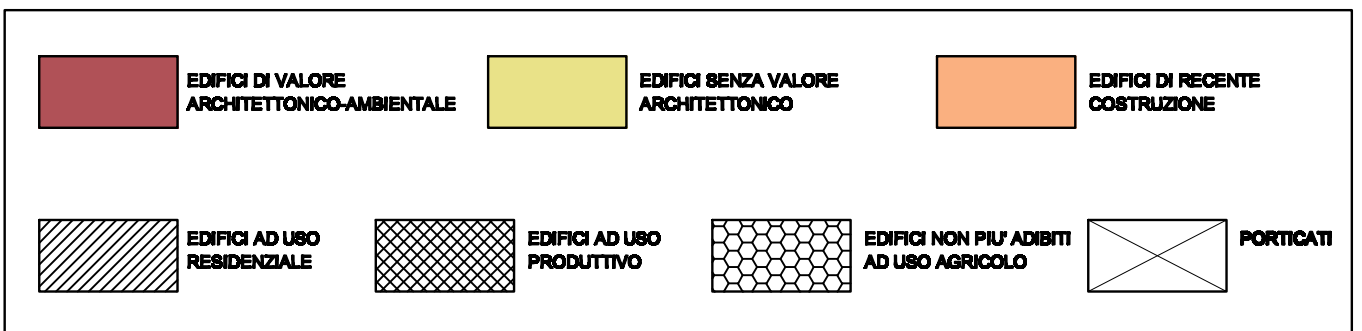 EDIFICI DI VALORE
ARCHITETTONICO-AMBIENTALE
EDIFICI SENZA VALORE
ARCHITETTONICO
EDIFICI DI RECENTE
COSTRUZIONE
EDIFICI AD USO
RESIDENZIALE
EDIFICI AD USO
PRODUTTIVO
EDIFICI NON PIU' ADIBITI
AD USO AGRICOLO
PORTICATI